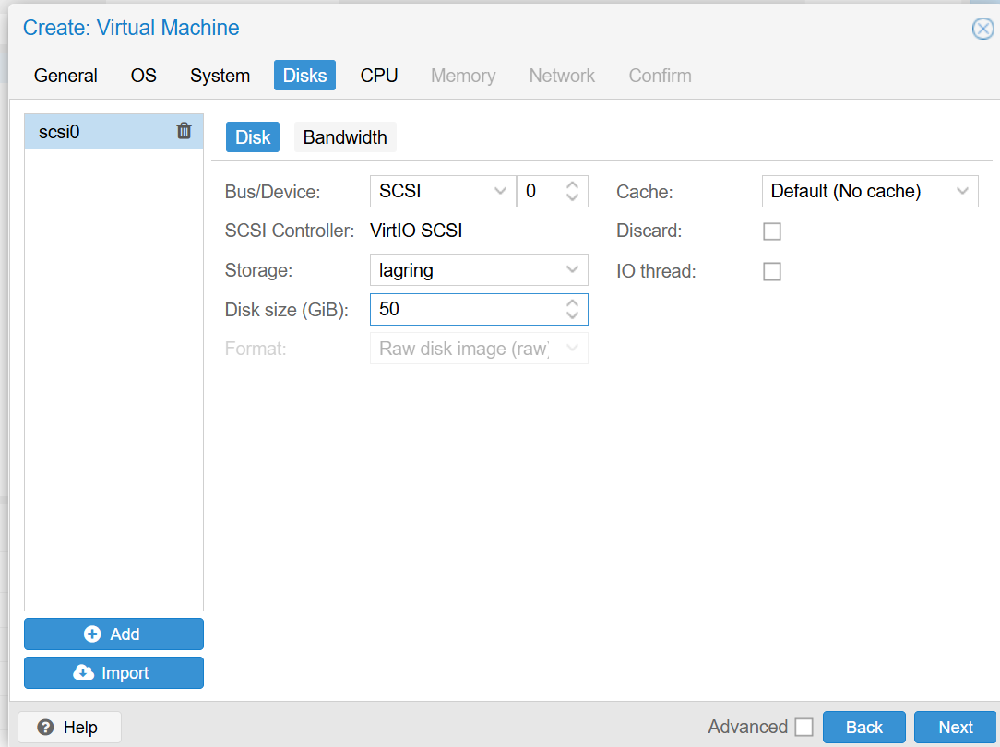 Create: Virtual Machine
General OS System Disks CPU Memory Network Confirm
scsi0
Disk Bandwidth
Bus/Device: SCSI 0
SCSI Controller: VirtIO SCSI
Storage: lagring
Disk size (GiB): 50
Format: Raw disk image (raw)
Cache: Default (No cache)
Discard:
IO thread:
Add
Import
Help
Advanced Back Next